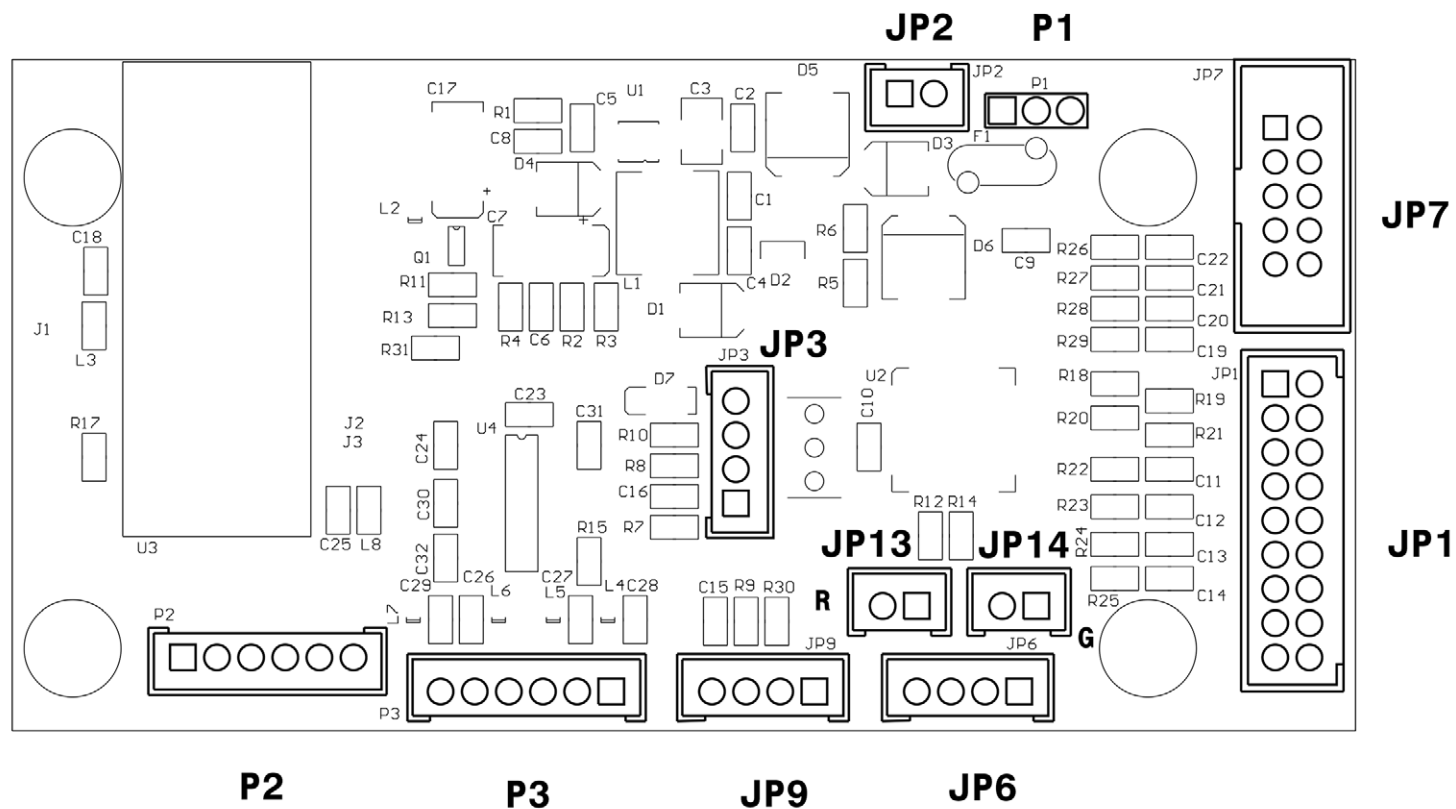 JP2 P1
C17 R1 C5 U1 C3 C2 D5 JP2 P1 JP7
C8 D4 D3 F1
L2 + C7 + C1 R6 D6 JP7
C18 Q1 C4 D2 C9 R26 C22
R11 L1 R5 R27 C21
J1 R13 D1 R28 C20
L3 R31 R4 C6 R2 R3 JP3 JP3 R29 C19
D7 U2 C10 R18 JP1 R19
C23 C31 R20
R17 J2 C24 U4 R10 R21
J3 R8 R22 C11
C30 C16 R12 R14 R23 C12
U3 C25 L8 C32 R15 R7 JP13 JP14 R24 C13 JP1
C29 C26 L6 C27 L5 L4 C28 C15 R9 R30 R R25 C14
P2 L7 JP9 JP6 G
P3
P2 P3 JP9 JP6